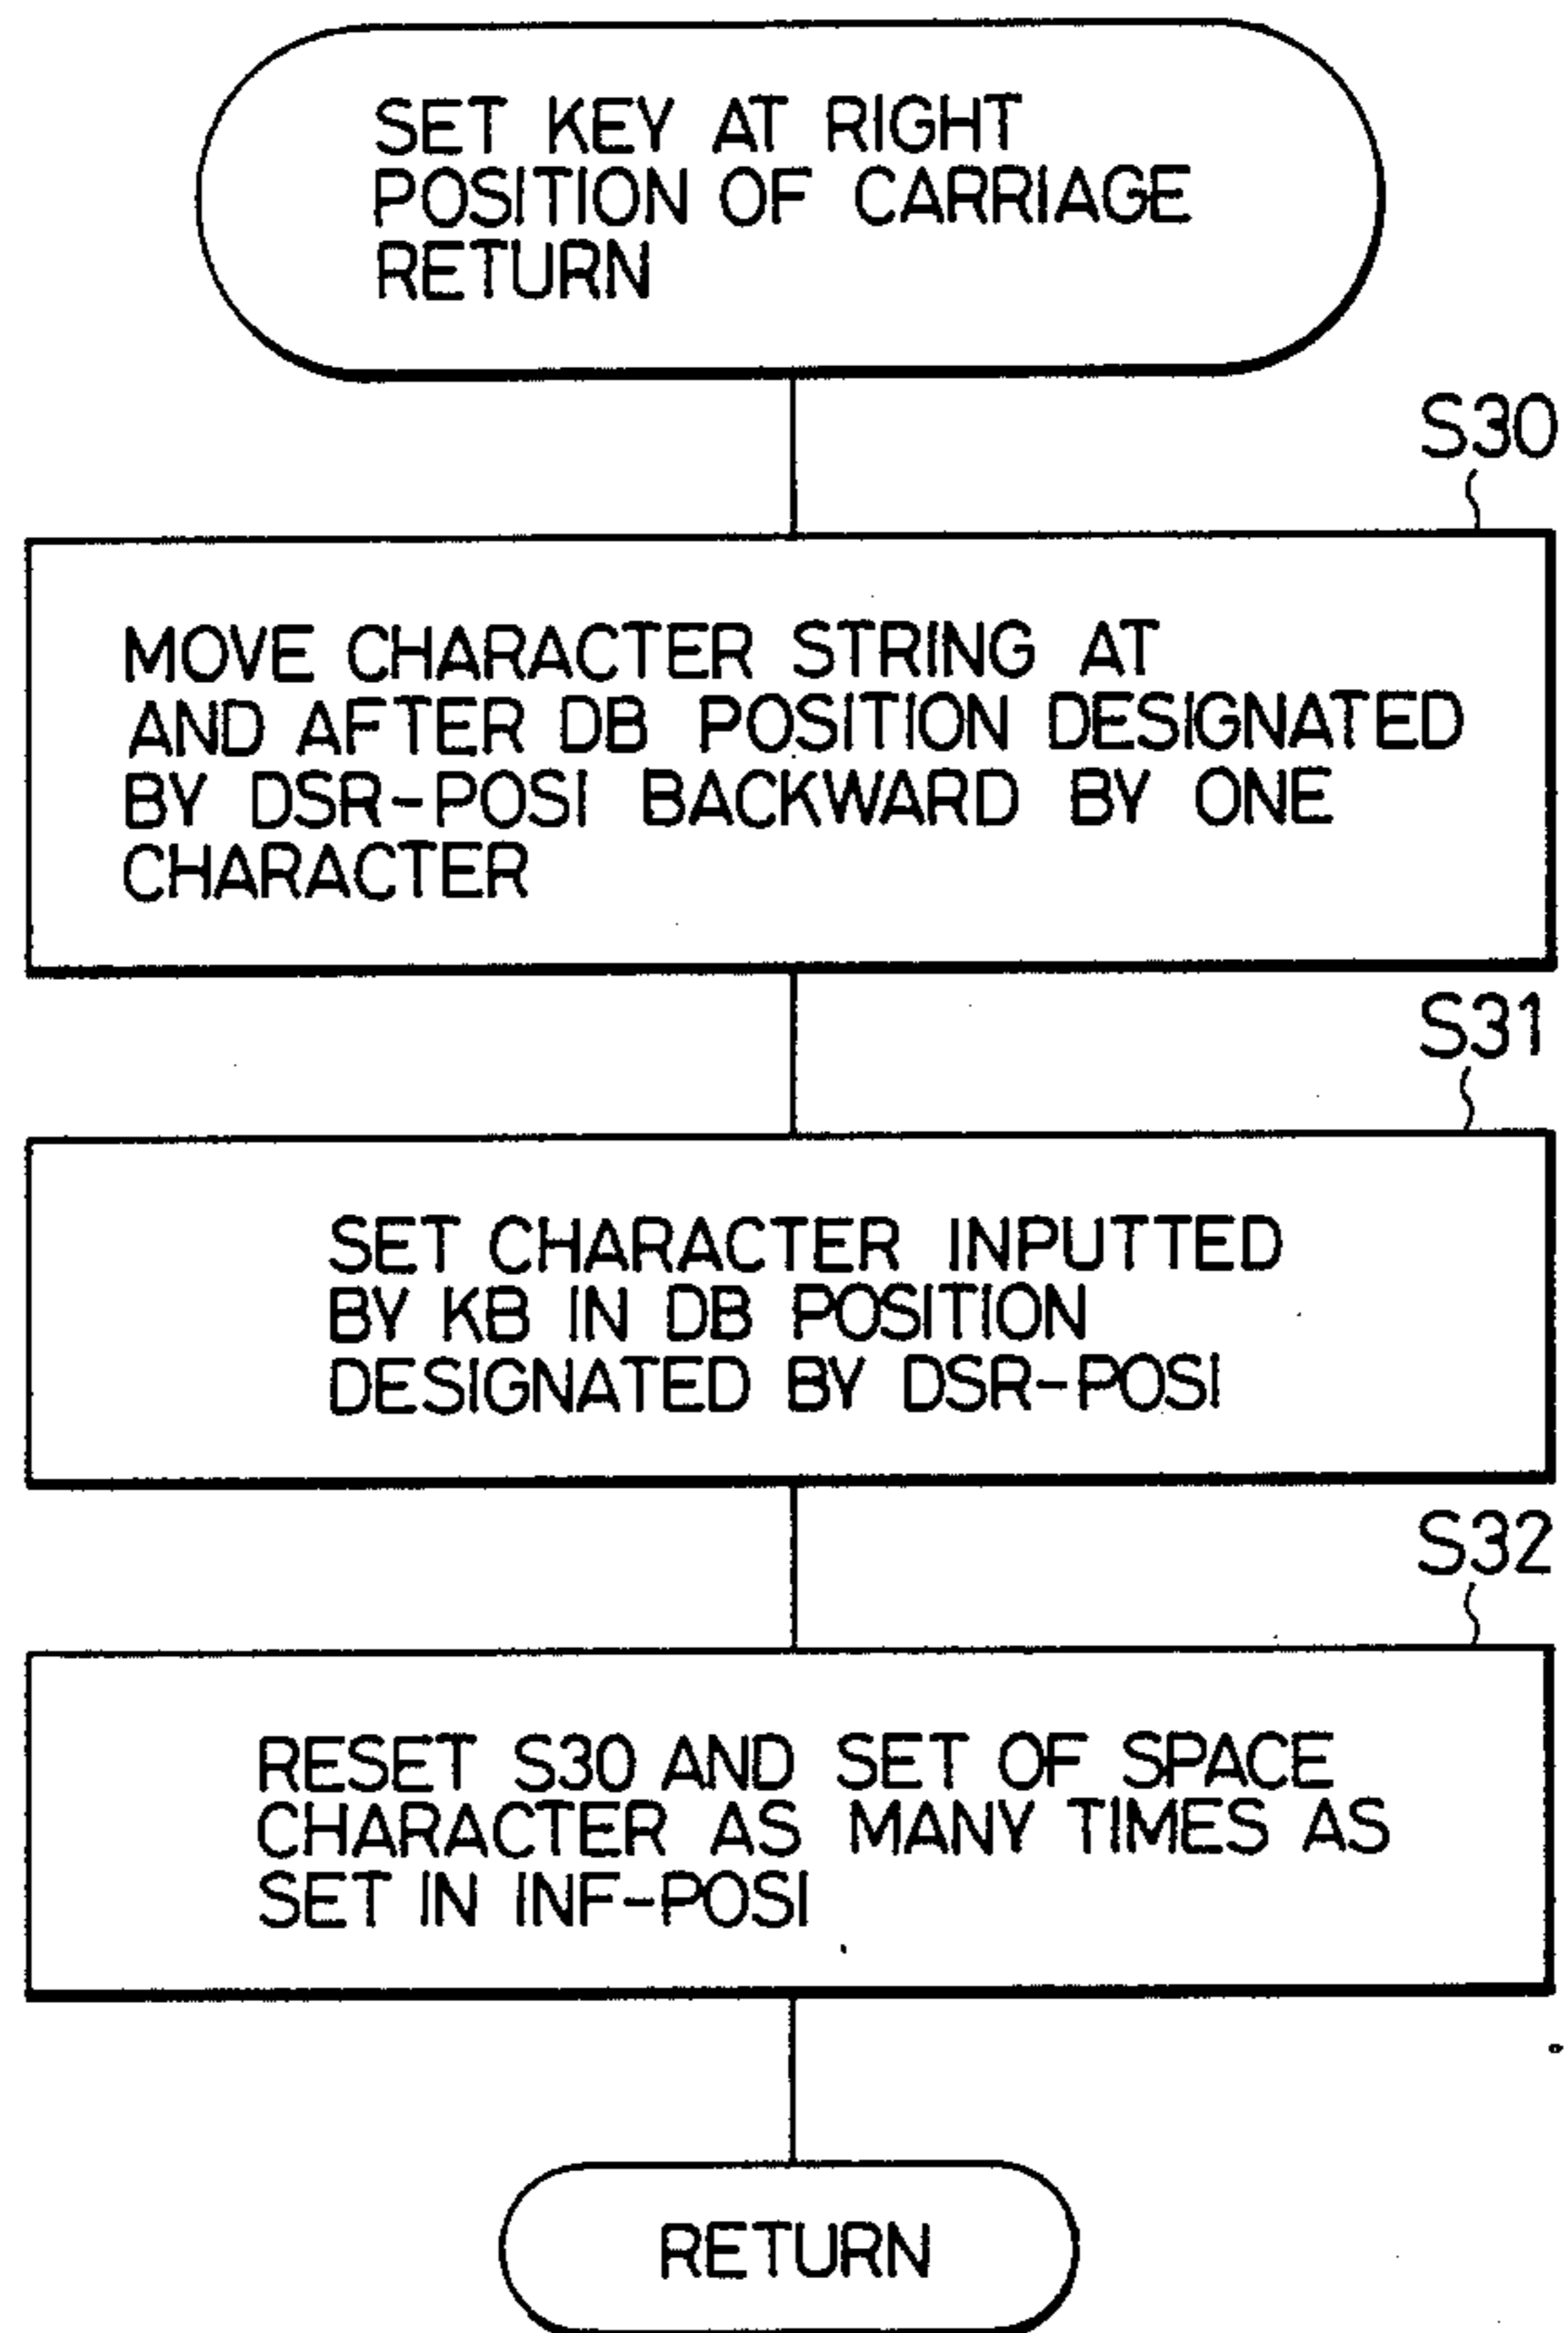 SET KEY AT RIGHT
POSITION OF CARRIAGE
RETURN
S30
MOVE CHARACTER STRING AT
AND AFTER DB POSITION DESIGNATED
BY DSR-POSI BACKWARD BY ONE
CHARACTER
S31
SET CHARACTER INPUTTED
BY KB IN DB POSITION
DESIGNATED BY DSR-POSI
S32
RESET S30 AND SET OF SPACE
CHARACTER AS MANY TIMES AS
SET IN INF-POSI
RETURN